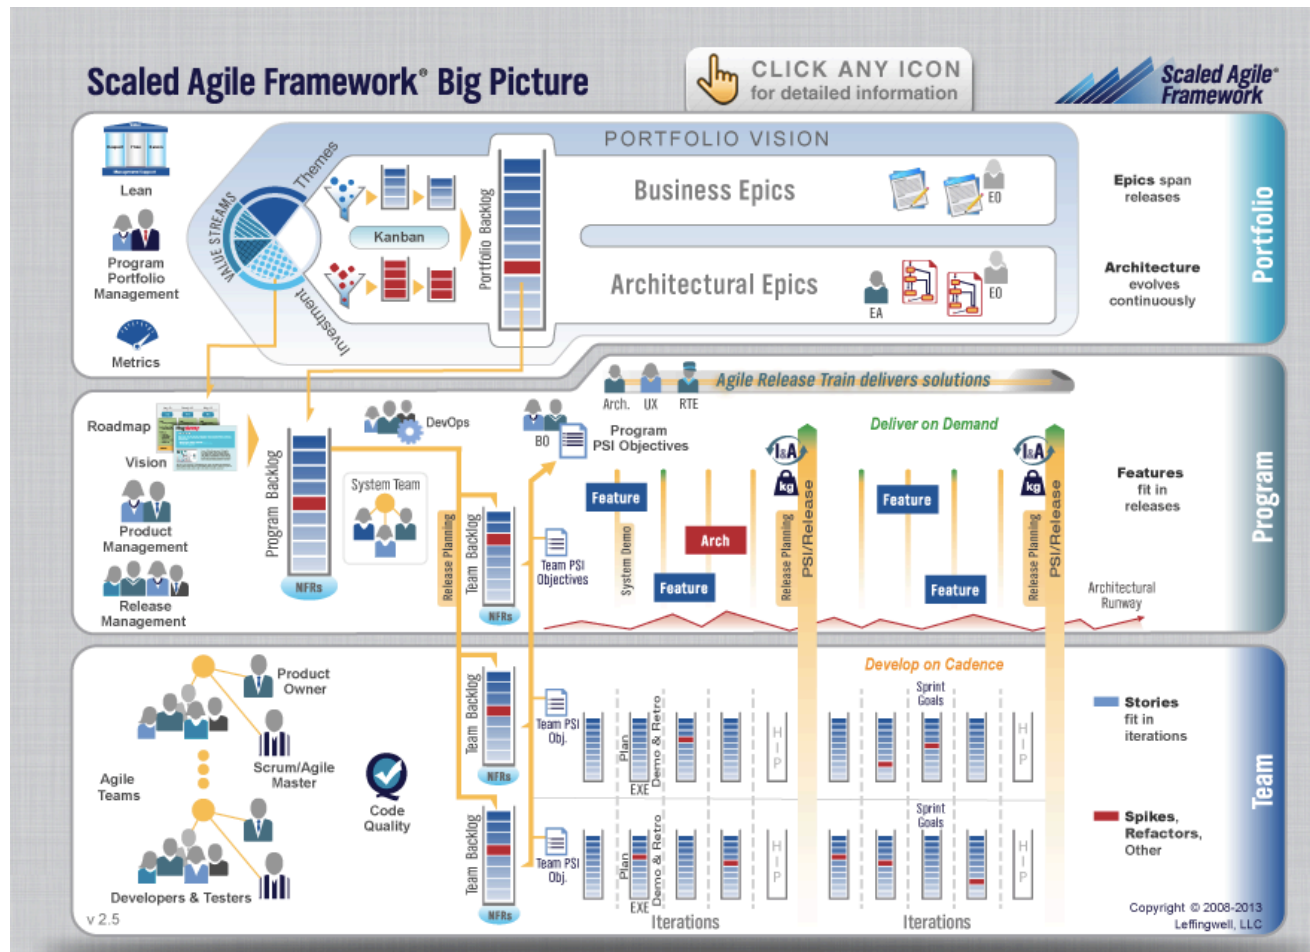 Scaled Agile Framework® Big Picture
CLICK ANY ICON
for detailed information
Scaled Agile®
Framework
Lean
Program
Portfolio
Management
Metrics
VALUE STREAMS
Themes
Investment
Kanban
Portfolio Backlog
PORTFOLIO VISION
Business Epics
EO
Architectural Epics
EA
EO
Epics span
releases
Architecture
evolves
continuously
Portfolio
Arch.
UX
RTE
Agile Release Train delivers solutions
Roadmap
Vision
Product
Management
Release
Management
Program Backlog
NFRs
DevOps
System Team
Release Planning
Team Backlog
NFRs
BO
Program
PSI Objectives
Team PSI
Objectives
Feature
System Demo
Feature
Arch
I&A
kg
Release Planning
PSI/Release
Deliver on Demand
Feature
Feature
I&A
kg
Release Planning
PSI/Release
Features
fit in
releases
Architectural
Runway
Program
Product
Owner
Scrum/Agile
Master
Agile
Teams
Developers & Testers
v 2.5
Code
Quality
Team Backlog
NFRs
Team PSI
Obj.
Plan
EXE
Demo & Retro
HIP
Develop on Cadence
Sprint
Goals
HIP
Team Backlog
NFRs
Team PSI
Obj.
Plan
EXE
Demo & Retro
HIP
Sprint
Goals
HIP
Iterations
Iterations
Stories
fit in
iterations
Spikes,
Refactors,
Other
Team
Copyright © 2008-2013
Leffingwell, LLC